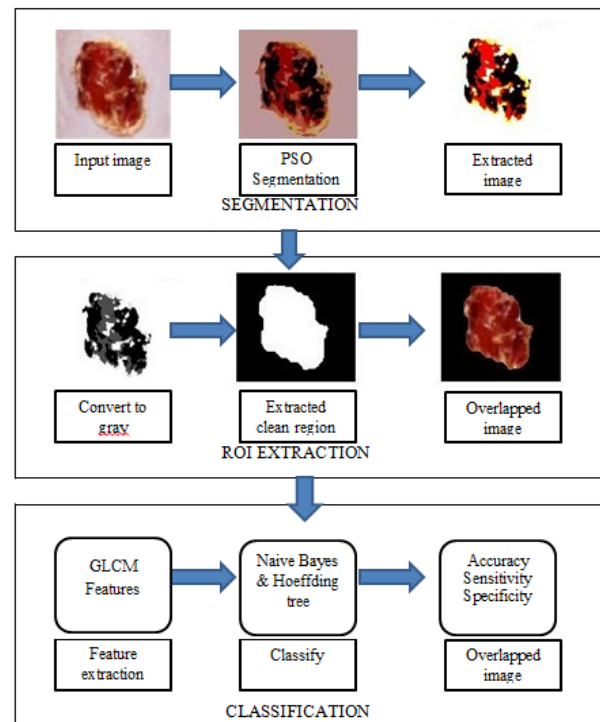 Input image
PSO
Segmentation
Extracted
image
SEGMENTATION
Convert to
gray
Extracted
clean region
Overlapped
image
ROI EXTRACTION
GLCM
Features
Naive Bayes
& Hoeffding
tree
Accuracy
Sensitivity
Specificity
Feature
extraction
Classify
Overlapped
image
CLASSIFICATION